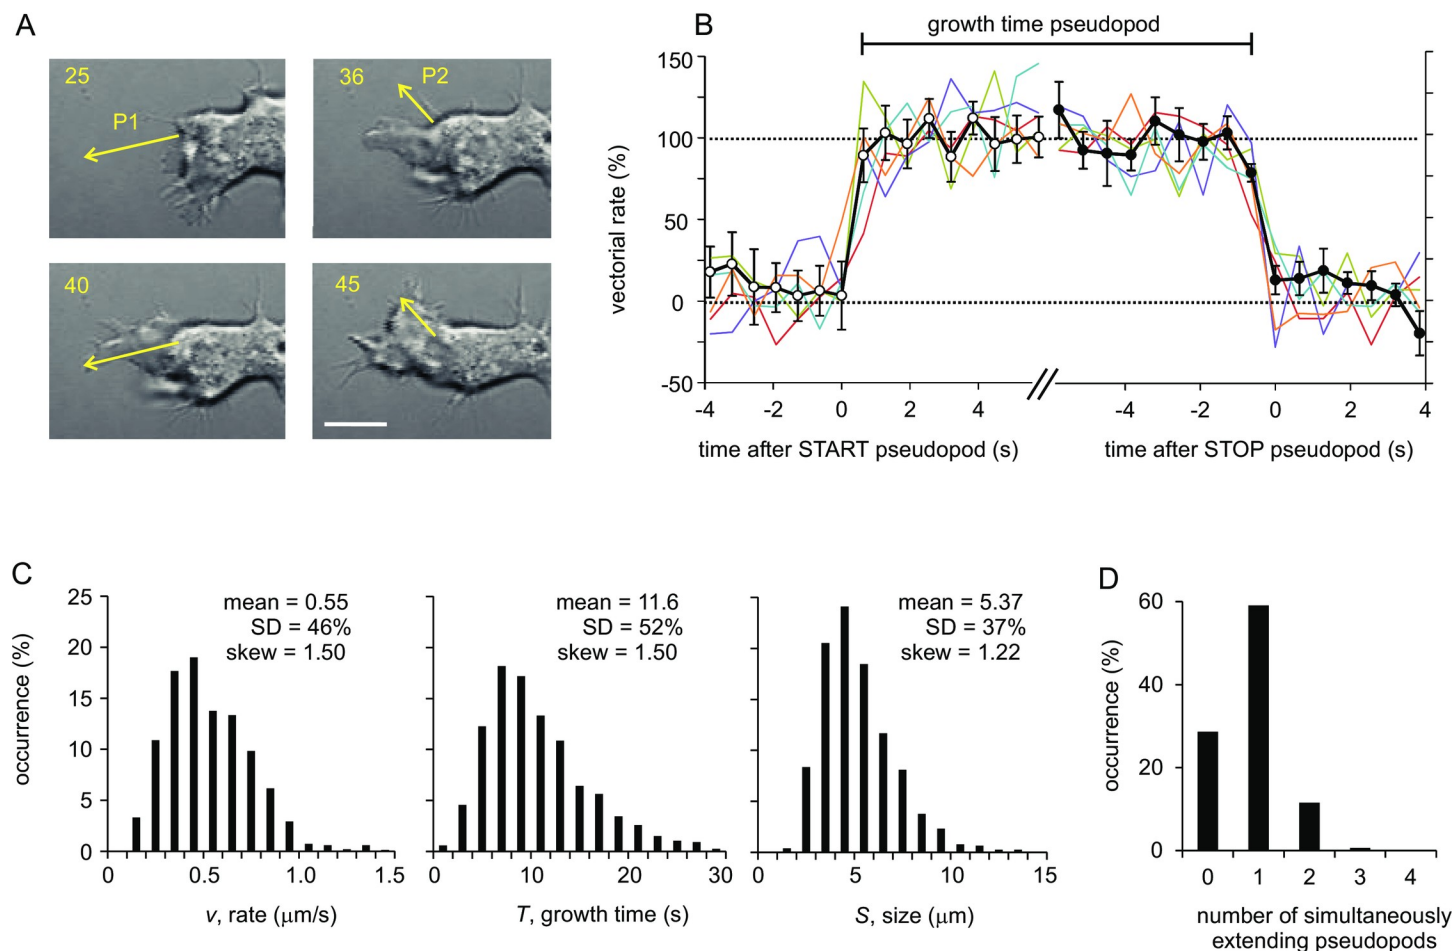 A
25
P1
36
P2
40
45
B
growth time pseudopod
150
100
50
0
-50
vectorial rate (%)
-4 -2 0 2 4
-4 -2 0 2 4
time after START pseudopod (s)
time after STOP pseudopod (s)
C
25
20
15
10
5
0
occurrence (%)
mean = 0.55
SD = 46%
skew = 1.50
0 0.5 1.0 1.5
v, rate (μm/s)
mean = 11.6
SD = 52%
skew = 1.50
0 10 20 30
T, growth time (s)
mean = 5.37
SD = 37%
skew = 1.22
0 5 10 15
S, size (μm)
D
60
40
20
0
occurrence (%)
0 1 2 3 4
number of simultaneously
extending pseudopods